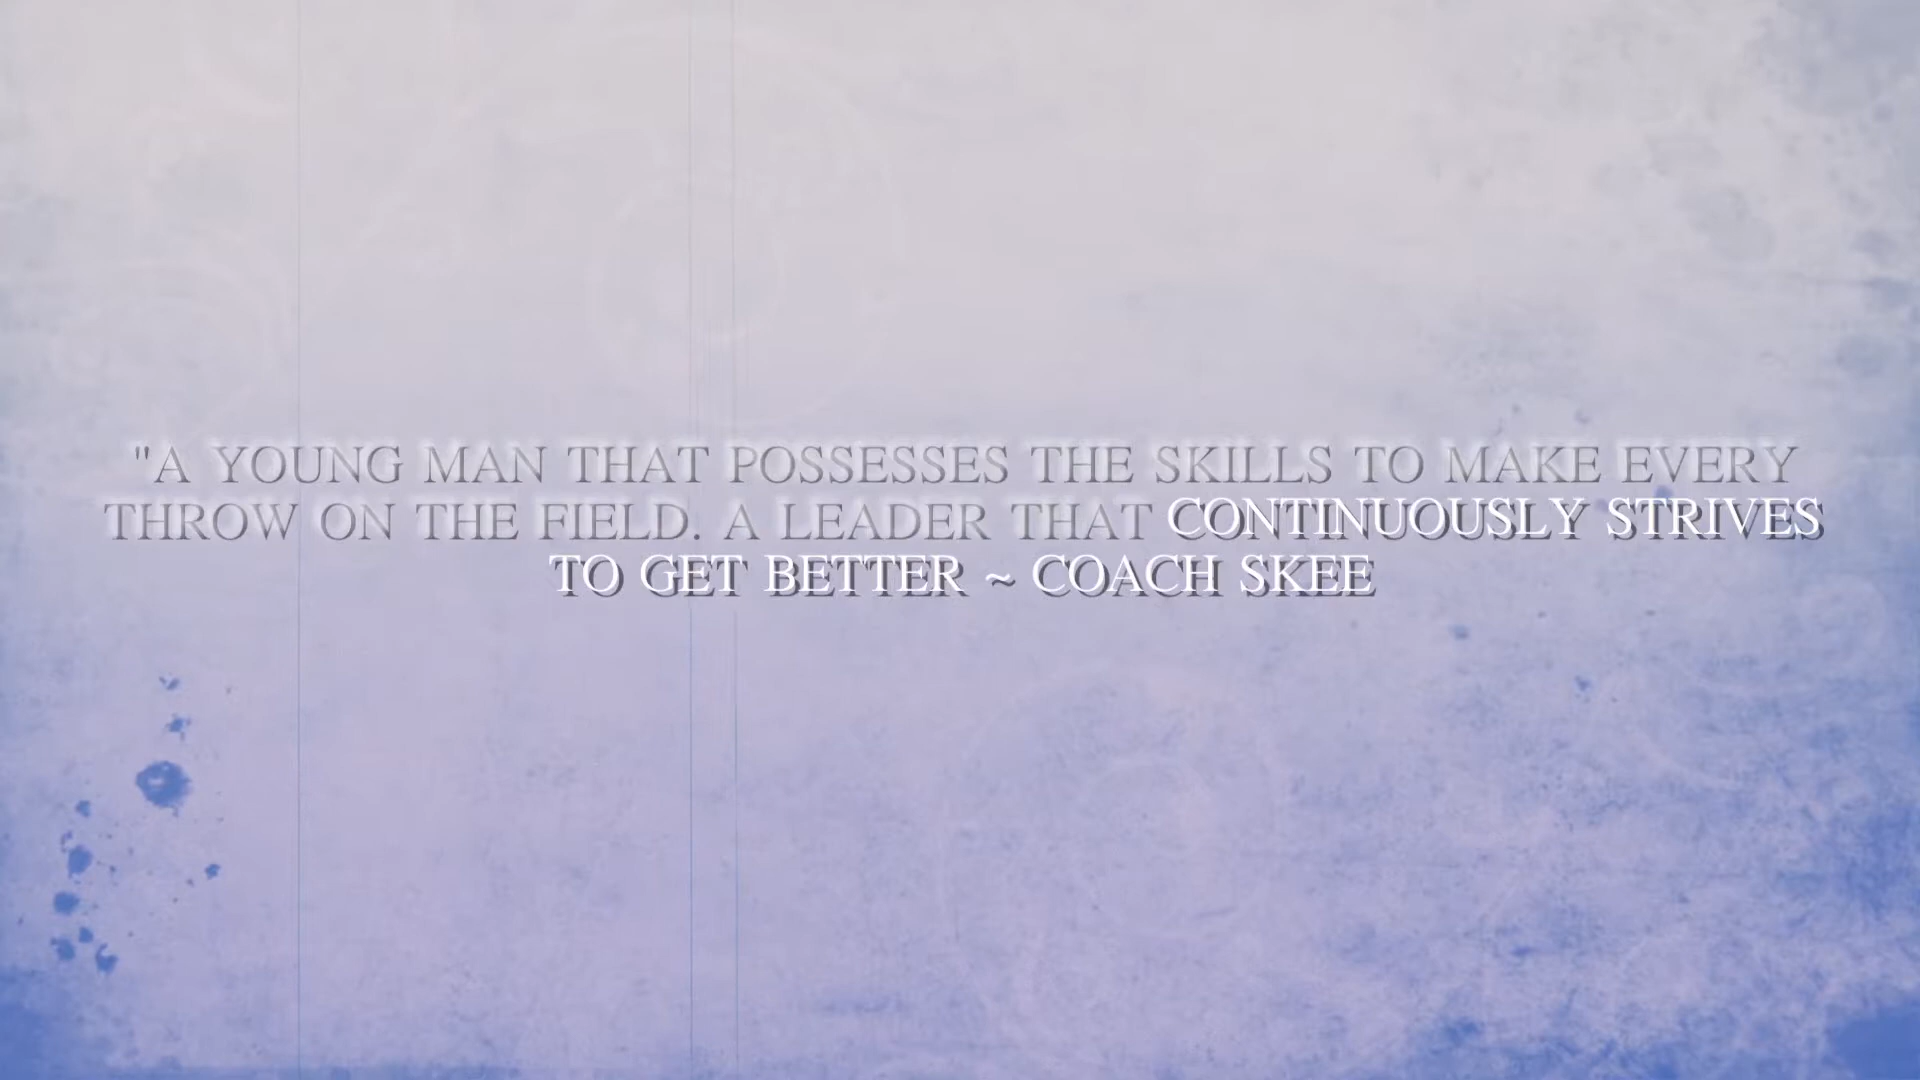 "A YOUNG MAN THAT POSSESSES THE SKILLS TO MAKE EVERY
THROW ON THE FIELD. A LEADER THAT CONTINUOUSLY STRIVES
TO GET BETTER ~ COACH SKEE